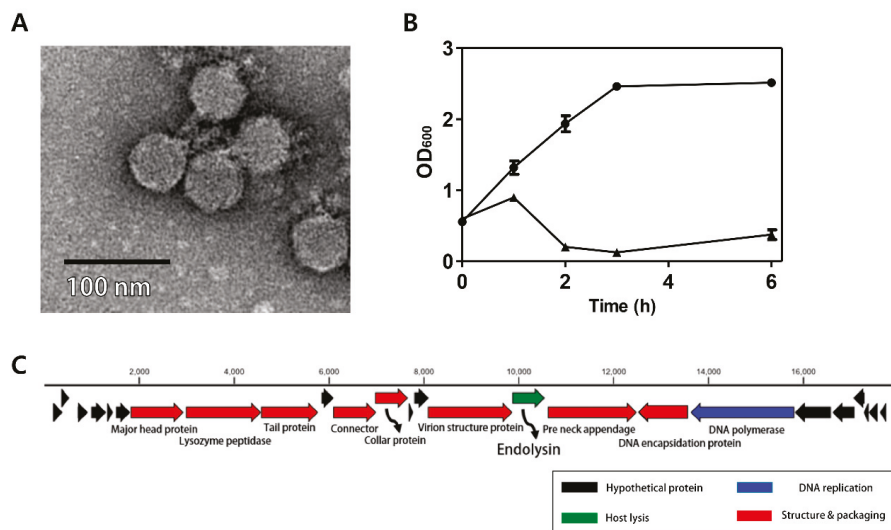 A
B
100 nm
OD600
3
2
1
0
0
2
4
6
Time (h)
C
2,000
4,000
6,000
8,000
10,000
12,000
14,000
16,000
Major head protein
Lysozyme peptidase
Tail protein
Connector
Collar protein
Virion structure protein
Endolysin
Pre neck appendage
DNA encapsidation protein
DNA polymerase
Hypothetical protein
DNA replication
Host lysis
Structure & packaging